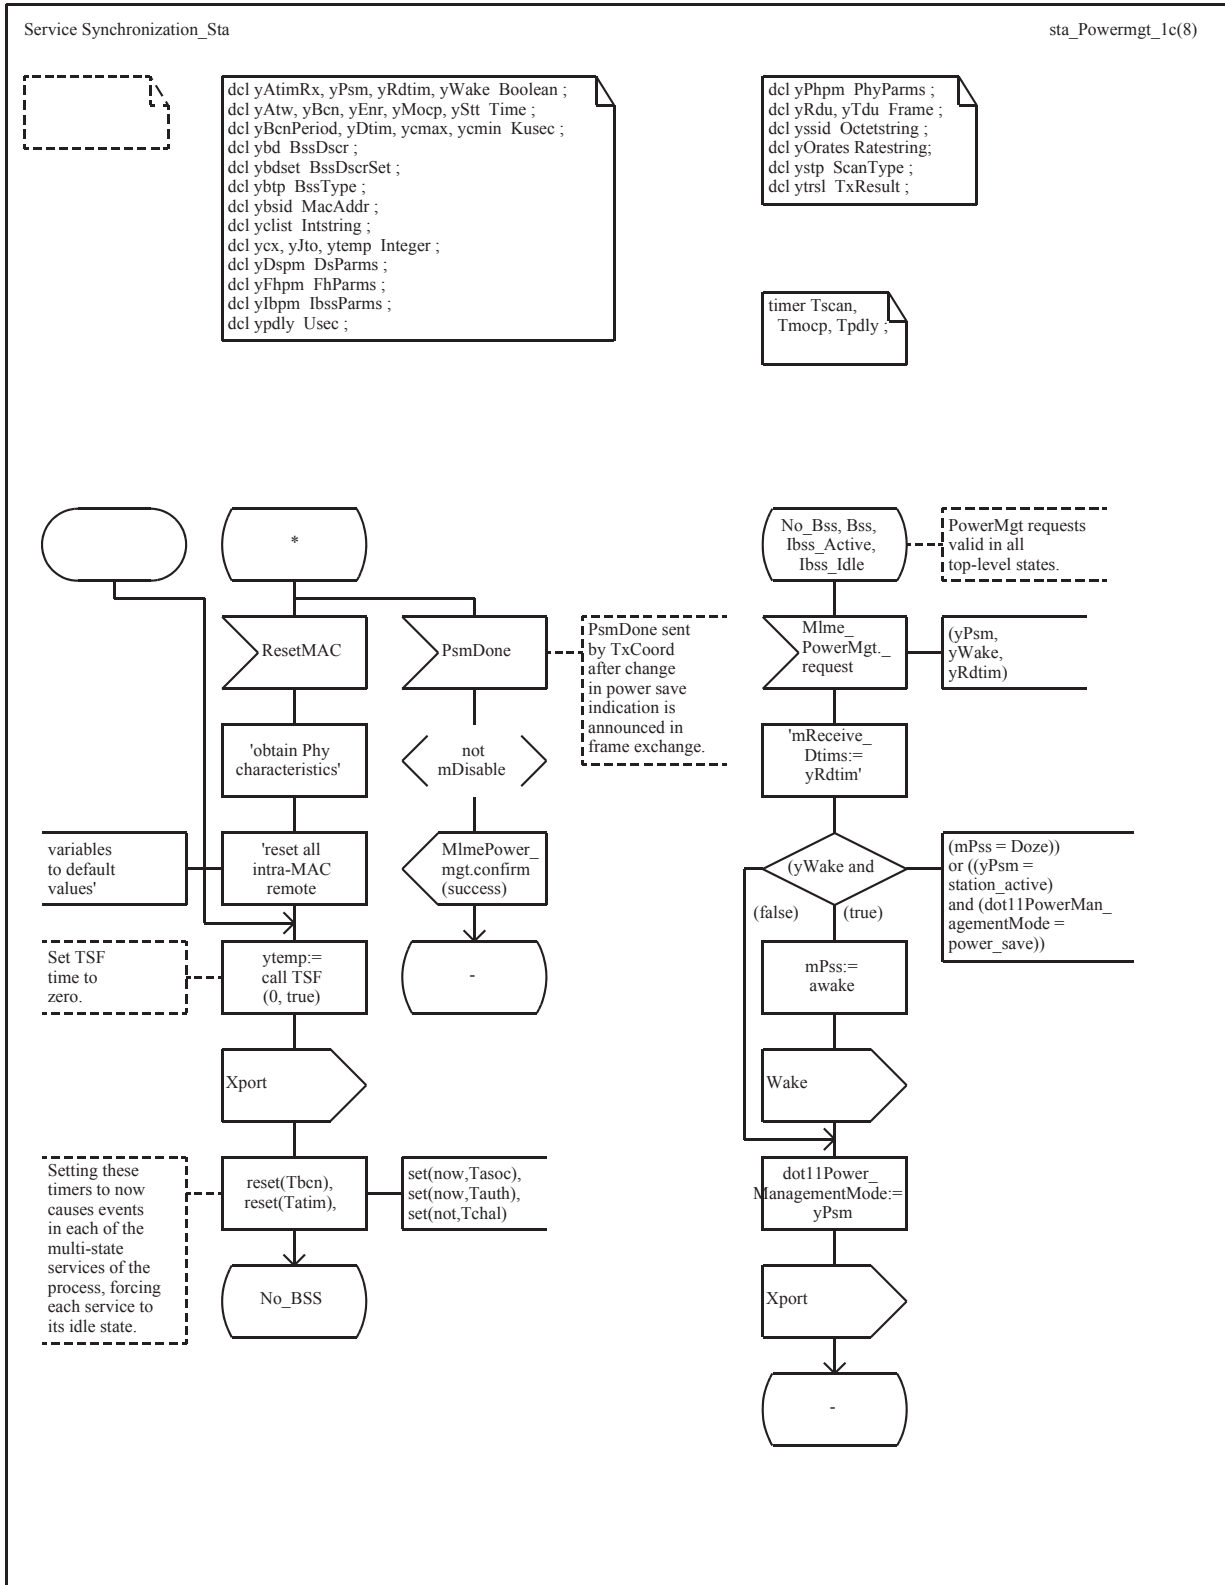 Service Synchronization_Sta
sta_Powermgt_1c(8)
dcl yAtimRx, yPsm, yRdtim, yWake Boolean ;
dcl yAtw, yBcn, yEnr, yMocp, yStt Time ;
dcl yBcnPeriod, yDtim, ycmax, ycmin Kusec ;
dcl ybd BssDscr ;
dcl ybdset BssDscrSet ;
dcl ybtp BssType ;
dcl ybsid MacAddr ;
dcl yclist Intstring ;
dcl ycx, yJto, ytemp Integer ;
dcl yDspm DsParms ;
dcl yFhpm FhParms ;
dcl yIbpm IbssParms ;
dcl ypdly Usec ;
dcl yPhpm PhyParms ;
dcl yRdu, yTdu Frame ;
dcl yssid Octetstring ;
dcl yOrates Ratestring;
dcl ystp ScanType ;
dcl ytrsl TxResult ;
timer Tscan,
Tmocp, Tpdly ;
*
ResetMAC
'obtain Phy
characteristics'
'reset all
intra-MAC
remote
variables
to default
values'
ytemp:=
call TSF
(0, true)
Set TSF
time to
zero.
Xport
reset(Tbcn),
reset(Tatim),
set(now,Tasoc),
set(now,Tauth),
set(not,Tchal)
Setting these
timers to now
causes events
in each of the
multi-state
services of the
process, forcing
each service to
its idle state.
No_BSS
PsmDone
PsmDone sent
by TxCoord
after change
in power save
indication is
announced in
frame exchange.
not
mDisable
MlmePower_
mgt.confirm
(success)
-
No_Bss, Bss,
Ibss_Active,
Ibss_Idle
PowerMgt requests
valid in all
top-level states.
Mlme_
PowerMgt._
request
(yPsm,
yWake,
yRdtim)
'mReceive_
Dtims:=
yRdtim'
(yWake and
(mPss = Doze))
or ((yPsm =
station_active)
and (dot11PowerMan_
agementMode =
power_save))
(false)
(true)
mPss:=
awake
Wake
dot11Power_
ManagementMode:=
yPsm
Xport
-